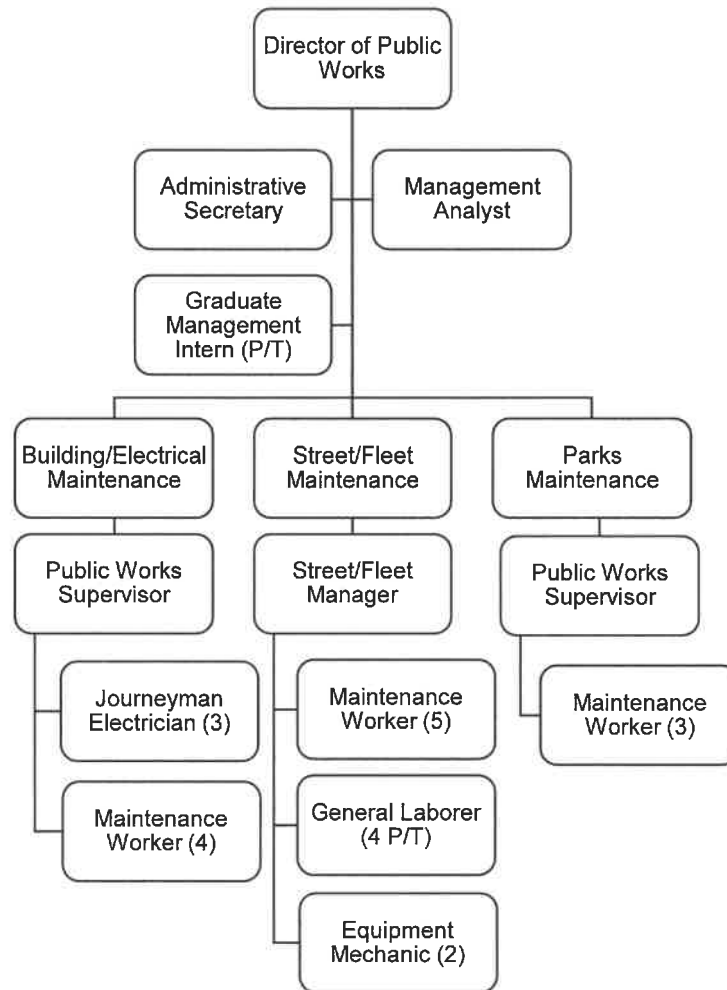 Director of Public
Works
Administrative
Secretary
Management
Analyst
Graduate
Management
Intern (P/T)
Building/Electrical
Maintenance
Street/Fleet
Maintenance
Parks
Maintenance
Public Works
Supervisor
Street/Fleet
Manager
Public Works
Supervisor
Journeyman
Electrician (3)
Maintenance
Worker (5)
Maintenance
Worker (3)
Maintenance
Worker (4)
General Laborer
(4 P/T)
Equipment
Mechanic (2)